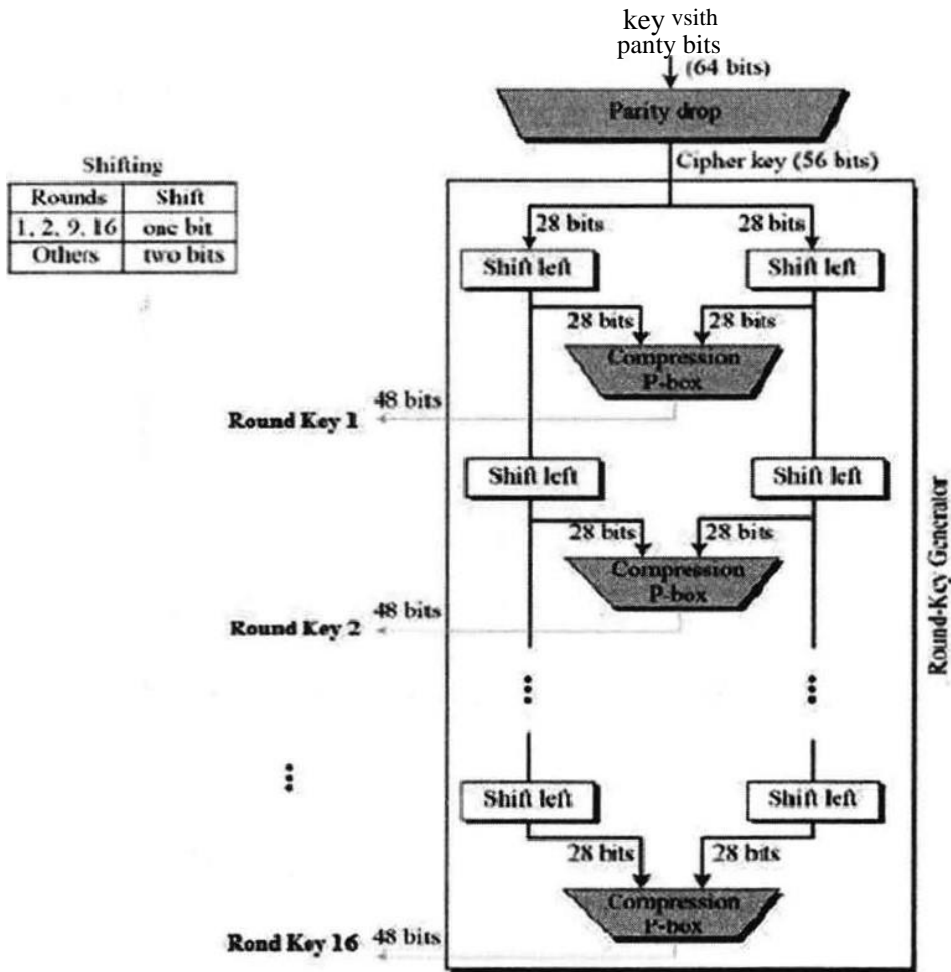 key vsith
panty bits
(64 bits)
Parity drop
Cipher key (56 bits)
Shifting
Rounds Shift
1, 2, 9, 16 one bit
Others two bits
28 bits 28 bits
Shift left Shift left
28 bits 28 bits
Compression
P-box
48 bits
Round Key 1
Shift left Shift left
28 bits 28 bits
Compression
P-box
48 bits
Round Key 2
Round-Key Generator
Shift left Shift left
28 bits 28 bits
Compression
P-box
Rond Key 16 48 bits